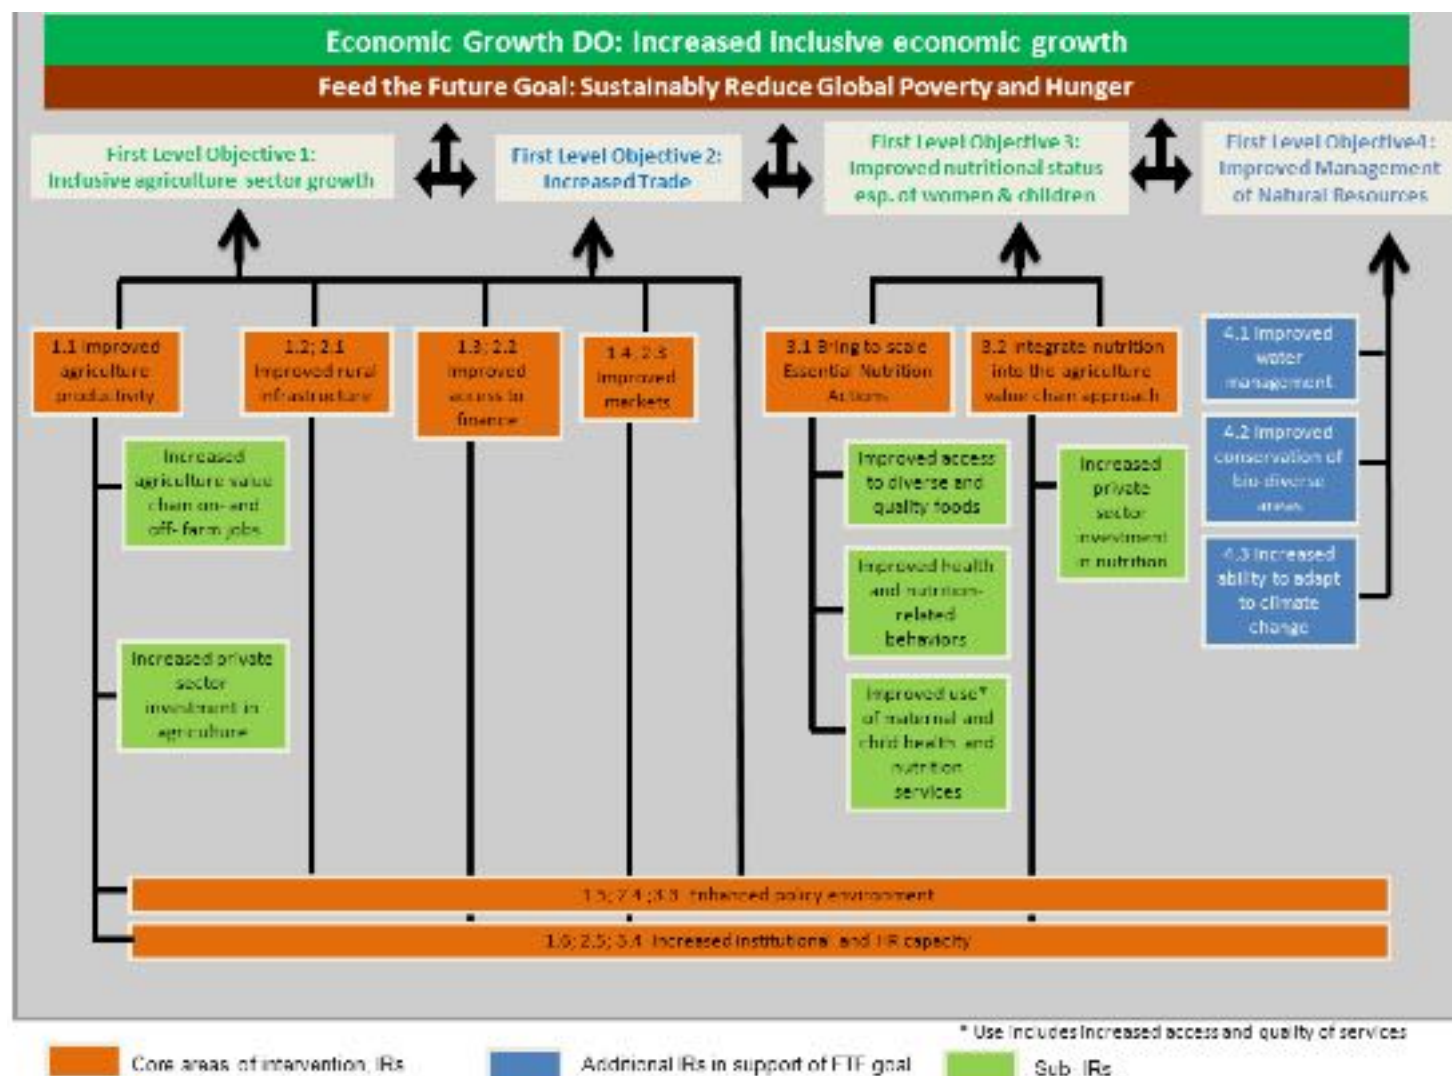 Economic Growth DO: Increased inclusive economic growth
Feed the Future Goal: Sustainably Reduce Global Poverty and Hunger
First Level Objective 1:
Inclusive agriculture sector growth
First Level Objective 2:
Increased Trade
First Level Objective 3:
Improved nutritional status
esp. of women & children
First Level Objective 4:
Improved Management
of Natural Resources
1.1 Improved
agriculture
productivity
1.2; 2.1
Improved rural
infrastructure
1.3; 2.2
Improved
access to
finance
1.4; 2.3
Improved
markets
3.1 Bring to scale
Essential Nutrition
Actions
3.2 Integrate nutrition
into the agriculture
value chain approach
4.1 Improved
water
management
4.2 Improved
conservation of
bio-diverse
areas
4.3 Increased
ability to adapt
to climate
change
Increased
agriculture value
chain on- and
off- farm jobs
Increased private
sector
investment in
agriculture
Improved access
to diverse and
quality foods
Improved health
and nutrition-
related
behaviors
Improved use*
of maternal and
child health and
nutrition
services
Increased
private
sector
investment
in nutrition
1.5; 2.4 ;3.3 Enhanced policy environment
1.6; 2.5; 3.4 Increased institutional and HR capacity
* Use includes increased access and quality of services
Core areas of intervention, IRs
Additional IRs in support of FTF goal
Sub- IRs